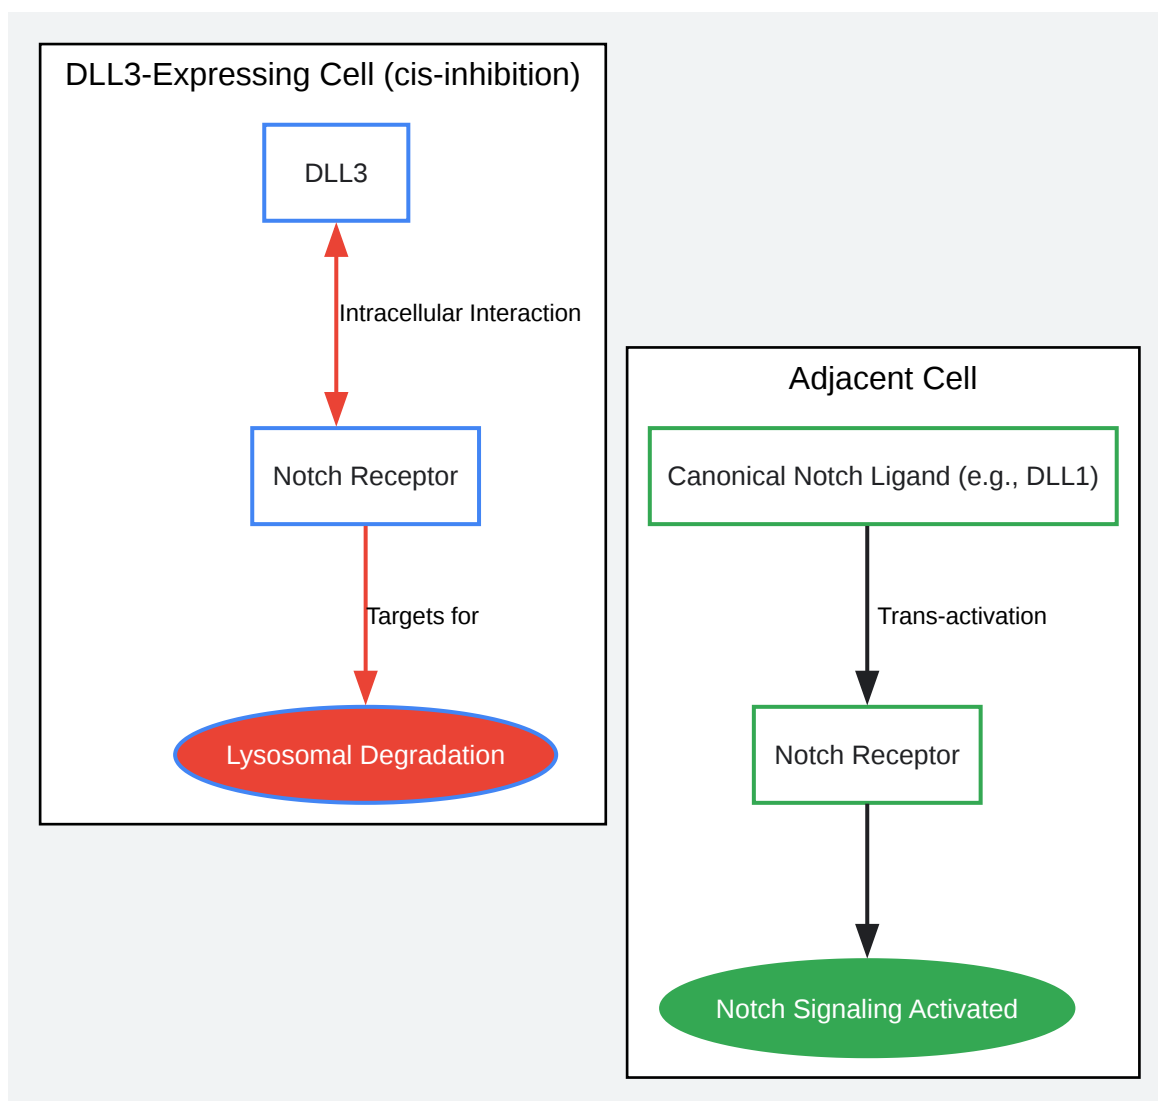 DLL3-Expressing Cell (cis-inhibition)
DLL3
Intracellular Interaction
Notch Receptor
Targets for
Lysosomal Degradation
Adjacent Cell
Canonical Notch Ligand (e.g., DLL1)
Trans-activation
Notch Receptor
Notch Signaling Activated